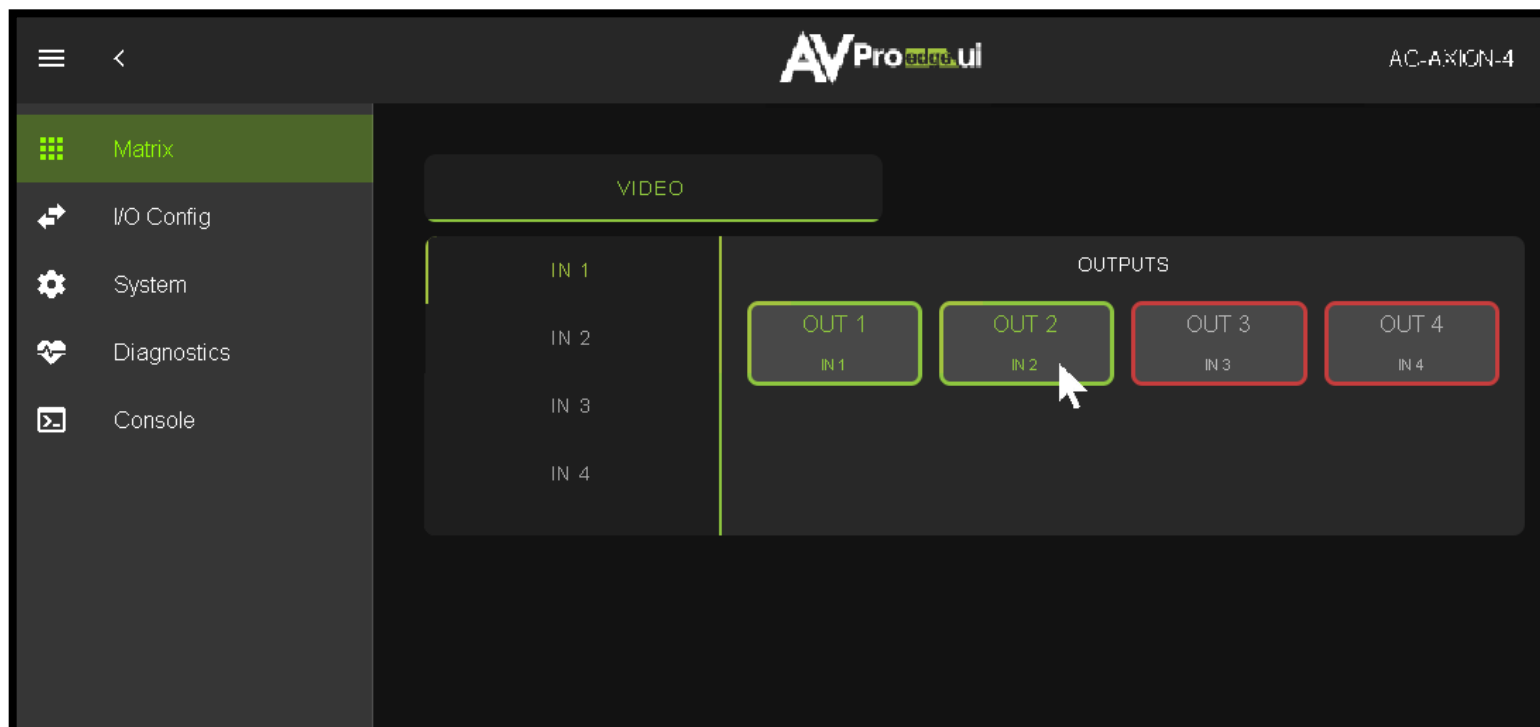 AVPro edge.ui
AC-AXION-4
Matrix
I/O Config
System
Diagnostics
Console
VIDEO
IN 1
IN 2
IN 3
IN 4
OUTPUTS
OUT 1
IN 1
OUT 2
IN 2
OUT 3
IN 3
OUT 4
IN 4